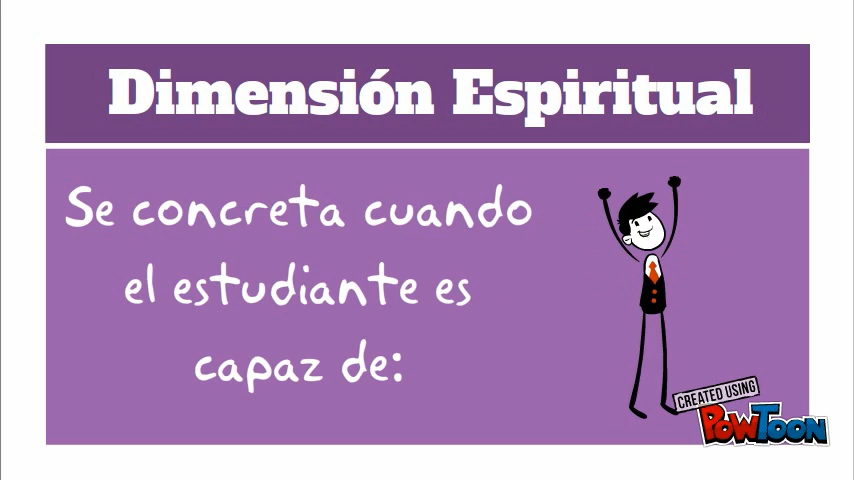 Dimensión Espiritual
Se concreta cuando
el estudiante es
capaz de:
CREATED USING
POWTOON